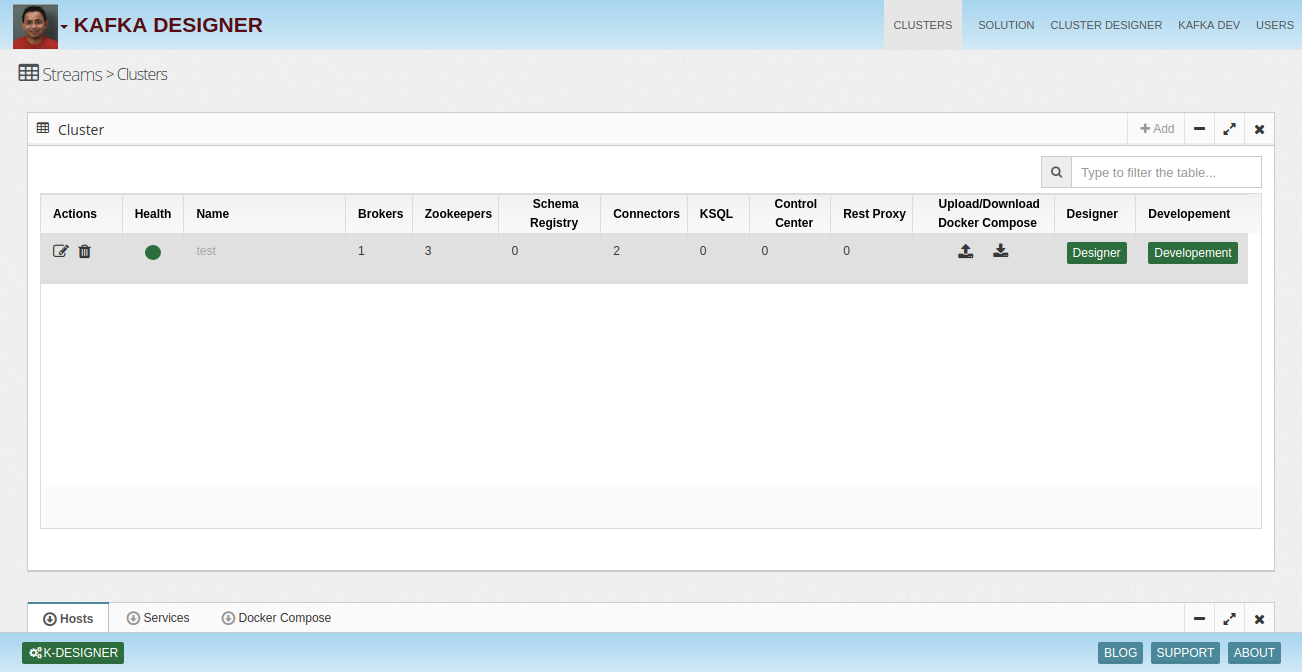 KAFKA DESIGNER
CLUSTERS SOLUTION CLUSTER DESIGNER KAFKA DEV USERS
Streams > Clusters
Cluster
Add
Type to filter the table...
Actions Health Name Brokers Zookeepers Schema Registry Connectors KSQL Control Center Rest Proxy Upload/Download Docker Compose Designer Developement
test 1 3 0 2 0 0 0 Designer Developement
Hosts Services Docker Compose
K-DESIGNER
BLOG SUPPORT ABOUT